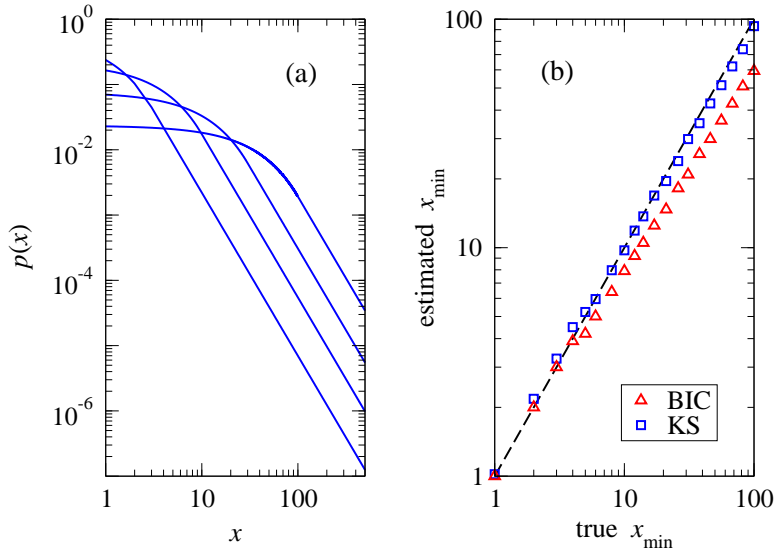 (a)
p(x)
10^0
10^-2
10^-4
10^-6
1 10 100
x
(b)
estimated x_min
100
10
1
BIC
KS
1 10 100
true x_min